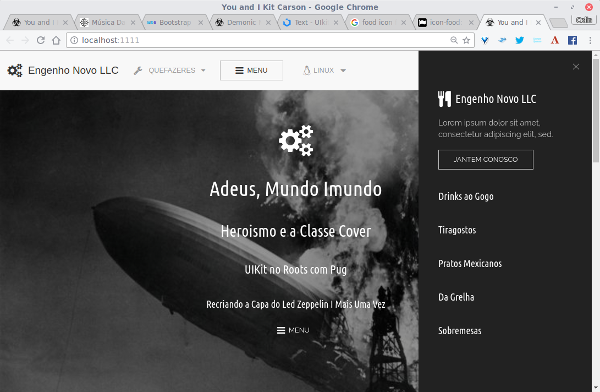 You and I Kit Carson - Google Chrome
You and I
Música Di
Bootstrap
Demonic
Text - UIk
food icon
icon-food
You and I
Colin
localhost:1111
Engenho Novo LLC
QUEFAZERES
MENU
LINUX
Adeus, Mundo Imundo
Heroismo e a Classe Cover
UIKit no Roots com Pug
Recriando a Capa do Led Zeppelin I Mais Uma Vez
MENU
Engenho Novo LLC
Lorem ipsum dolor sit amet,
consectetur adipiscing elit, sed.
JANTEM CONOSCO
Drinks ao Gogo
Tiragostos
Pratos Mexicanos
Da Grelha
Sobremesas